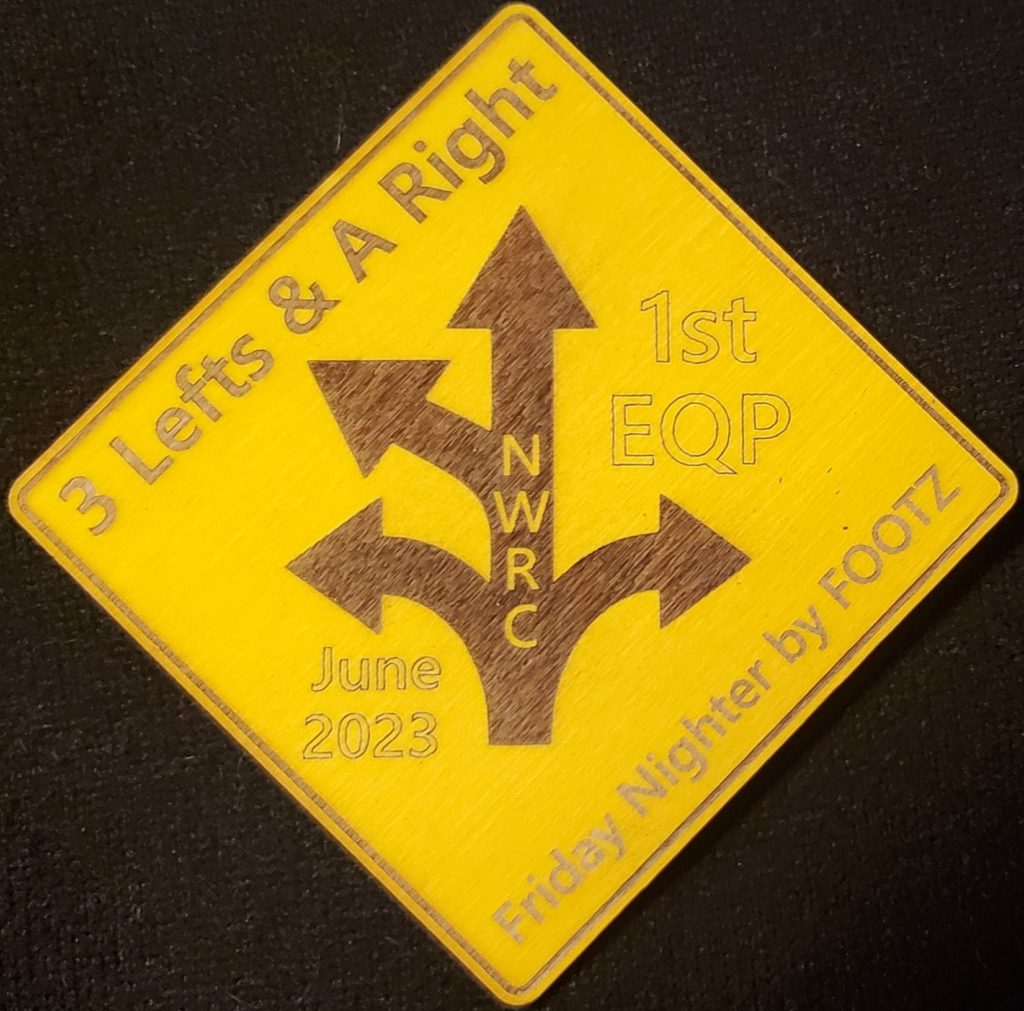 3 Lefts & A Right
1st
EQP
N
W
R
C
June
2023
Friday Nighter by FOOTZ